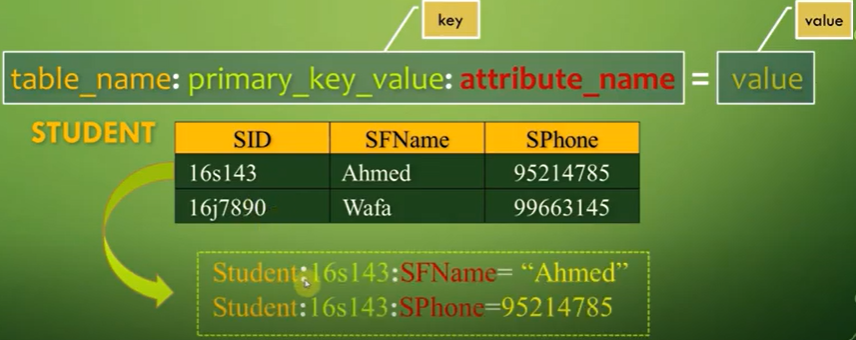 key
value
table_name: primary_key_value: attribute_name = value
STUDENT
SID SFName SPhone
16s143 Ahmed 95214785
16j7890 Wafa 99663145
Student:16s143:SFName= “Ahmed”
Student:16s143:SPhone=95214785